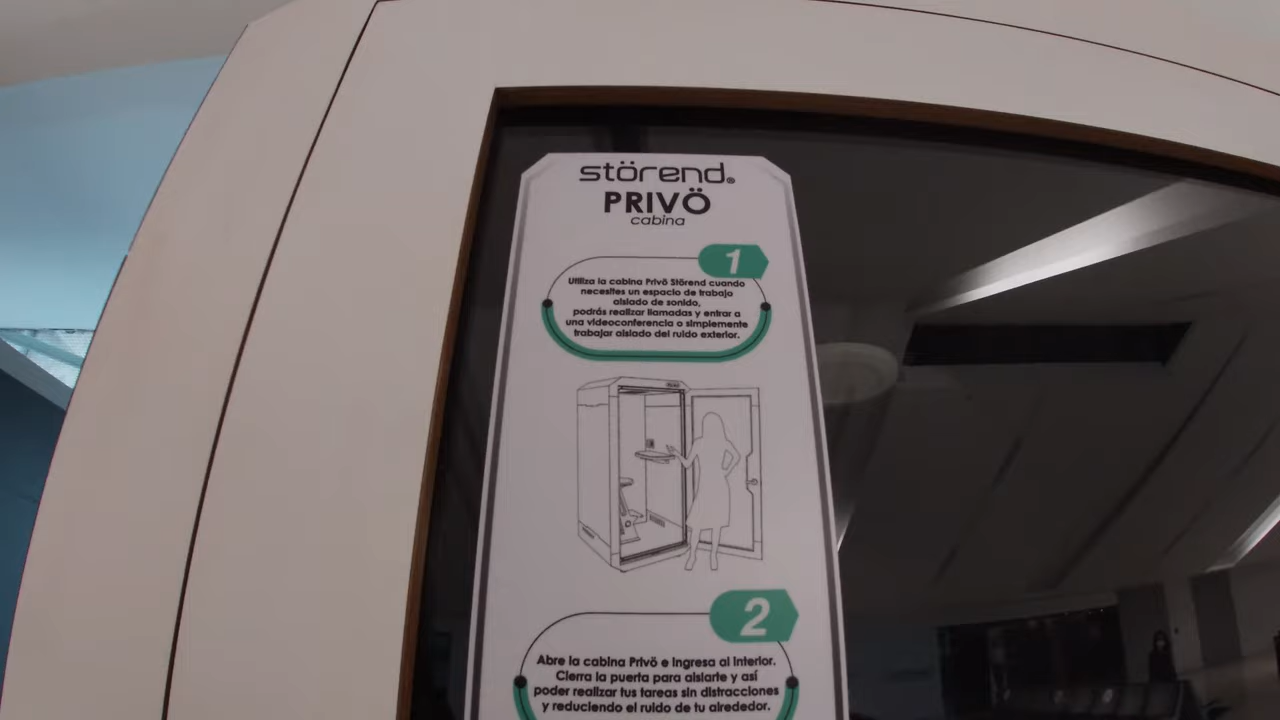 störend®
PRIVÖ
cabina
1
Utiliza la cabina Privö Störend cuando
necesites un espacio de trabajo
aislado de sonido,
podrás realizar llamadas y entrar a
una videoconferencia o simplemente
trabajar aislado del ruido exterior.
2
Abre la cabina Privö e ingresa al interior.
Cierra la puerta para aislarte y así
poder realizar tus tareas sin distracciones
y reduciendo el ruido de tu alrededor.